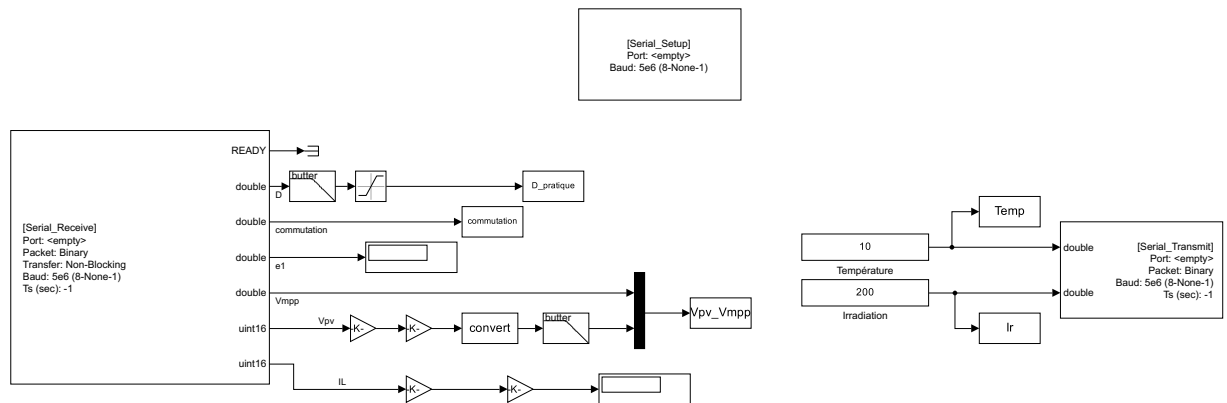 [Serial_Setup]
Port: <empty>
Baud: 5e6 (8-None-1)
[Serial_Receive]
Port: <empty>
Packet: Binary
Transfer: Non-Blocking
Baud: 5e6 (8-None-1)
Ts (sec): -1
READY
double
D
butter
D_pratique
double
commutation
commutation
double
e1
double
Vmpp
uint16
Vpv
-K-
-K-
convert
butter
Vpv_Vmpp
uint16
IL
-K-
-K-
10
Température
200
Irradiation
Temp
Ir
double
double
[Serial_Transmit]
Port: <empty>
Packet: Binary
Baud: 5e6 (8-None-1)
Ts (sec): -1